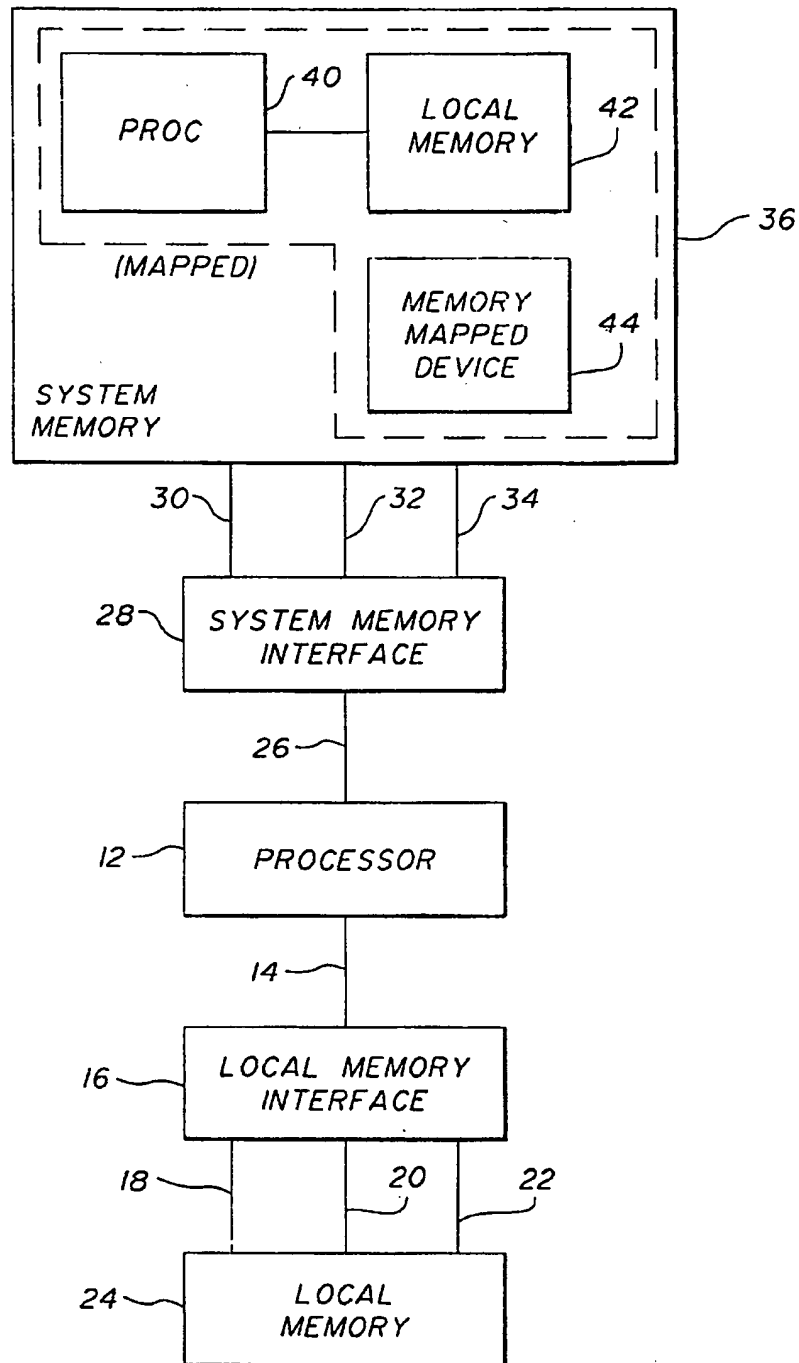 PROC
40
LOCAL
MEMORY
42
36
(MAPPED)
MEMORY
MAPPED
DEVICE
44
SYSTEM
MEMORY
30
32
34
28
SYSTEM MEMORY
INTERFACE
26
12
PROCESSOR
14
16
LOCAL MEMORY
INTERFACE
18
20
22
24
LOCAL
MEMORY